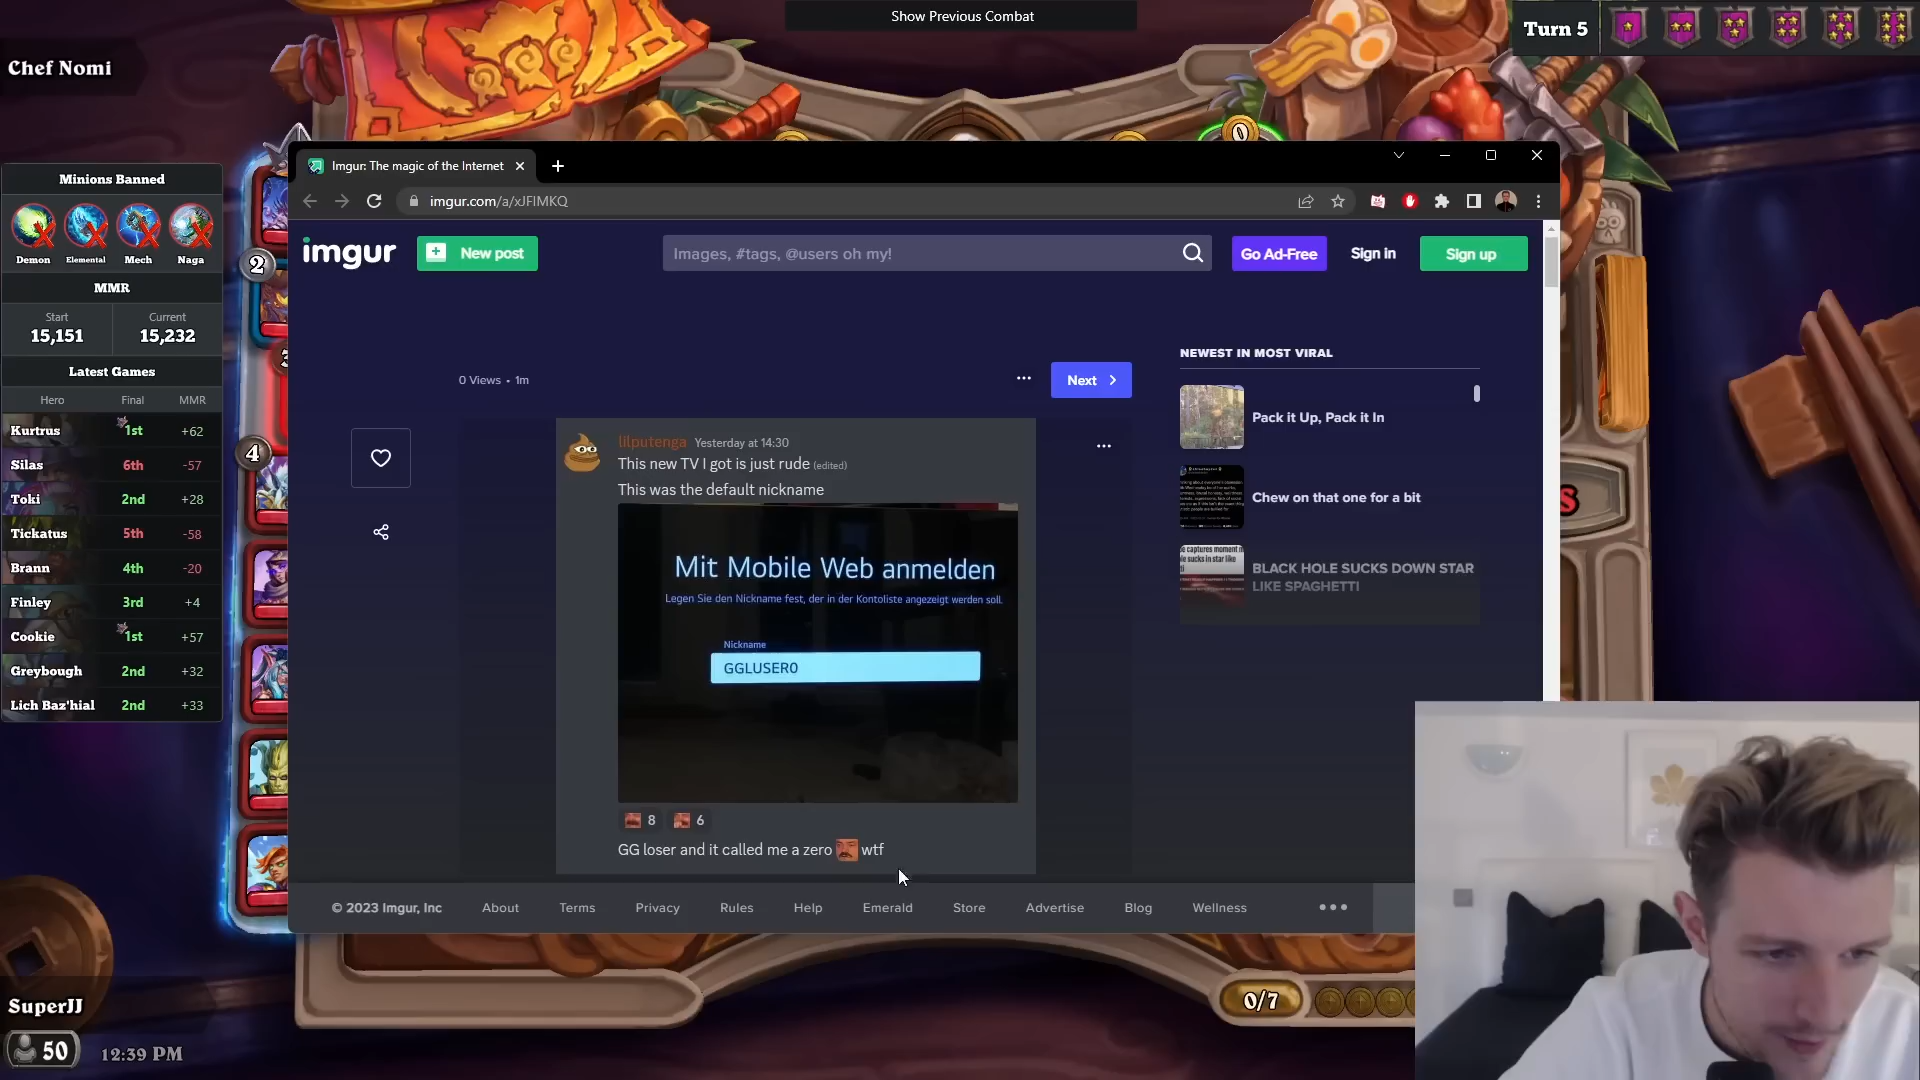 Show Previous Combat
Turn 5
Chef Nomi
0
Imgur: The magic of the Internet
imgur.com/a/xJFlMKQ
imgur
New post
Images, #tags, @users oh my!
Go Ad-Free
Sign in
Sign up
Minions Banned
Demon
Elemental
Mech
Naga
MMR
Start
Current
15,151
15,232
Latest Games
Hero Final MMR
Kurtrus 1st +62
Silas 6th -57
Toki 2nd +28
Tickatus 5th -58
Brann 4th -20
Finley 3rd +4
Cookie 1st +57
Greybough 2nd +32
Lich Baz'hial 2nd +33
2
4
0 Views • 1m
Next
NEWEST IN MOST VIRAL
Pack it Up, Pack it In
Chew on that one for a bit
BLACK HOLE SUCKS DOWN STAR
LIKE SPAGHETTI
lilputenga Yesterday at 14:30
This new TV I got is just rude (edited)
This was the default nickname
Mit Mobile Web anmelden
Legen Sie den Nickname fest, der in der Kontoliste angezeigt werden soll.
Nickname
GGLUSER0
8 6
GG loser and it called me a zero wtf
© 2023 Imgur, Inc
About
Terms
Privacy
Rules
Help
Emerald
Store
Advertise
Blog
Wellness
0/7
SuperJJ
50
12:39 PM